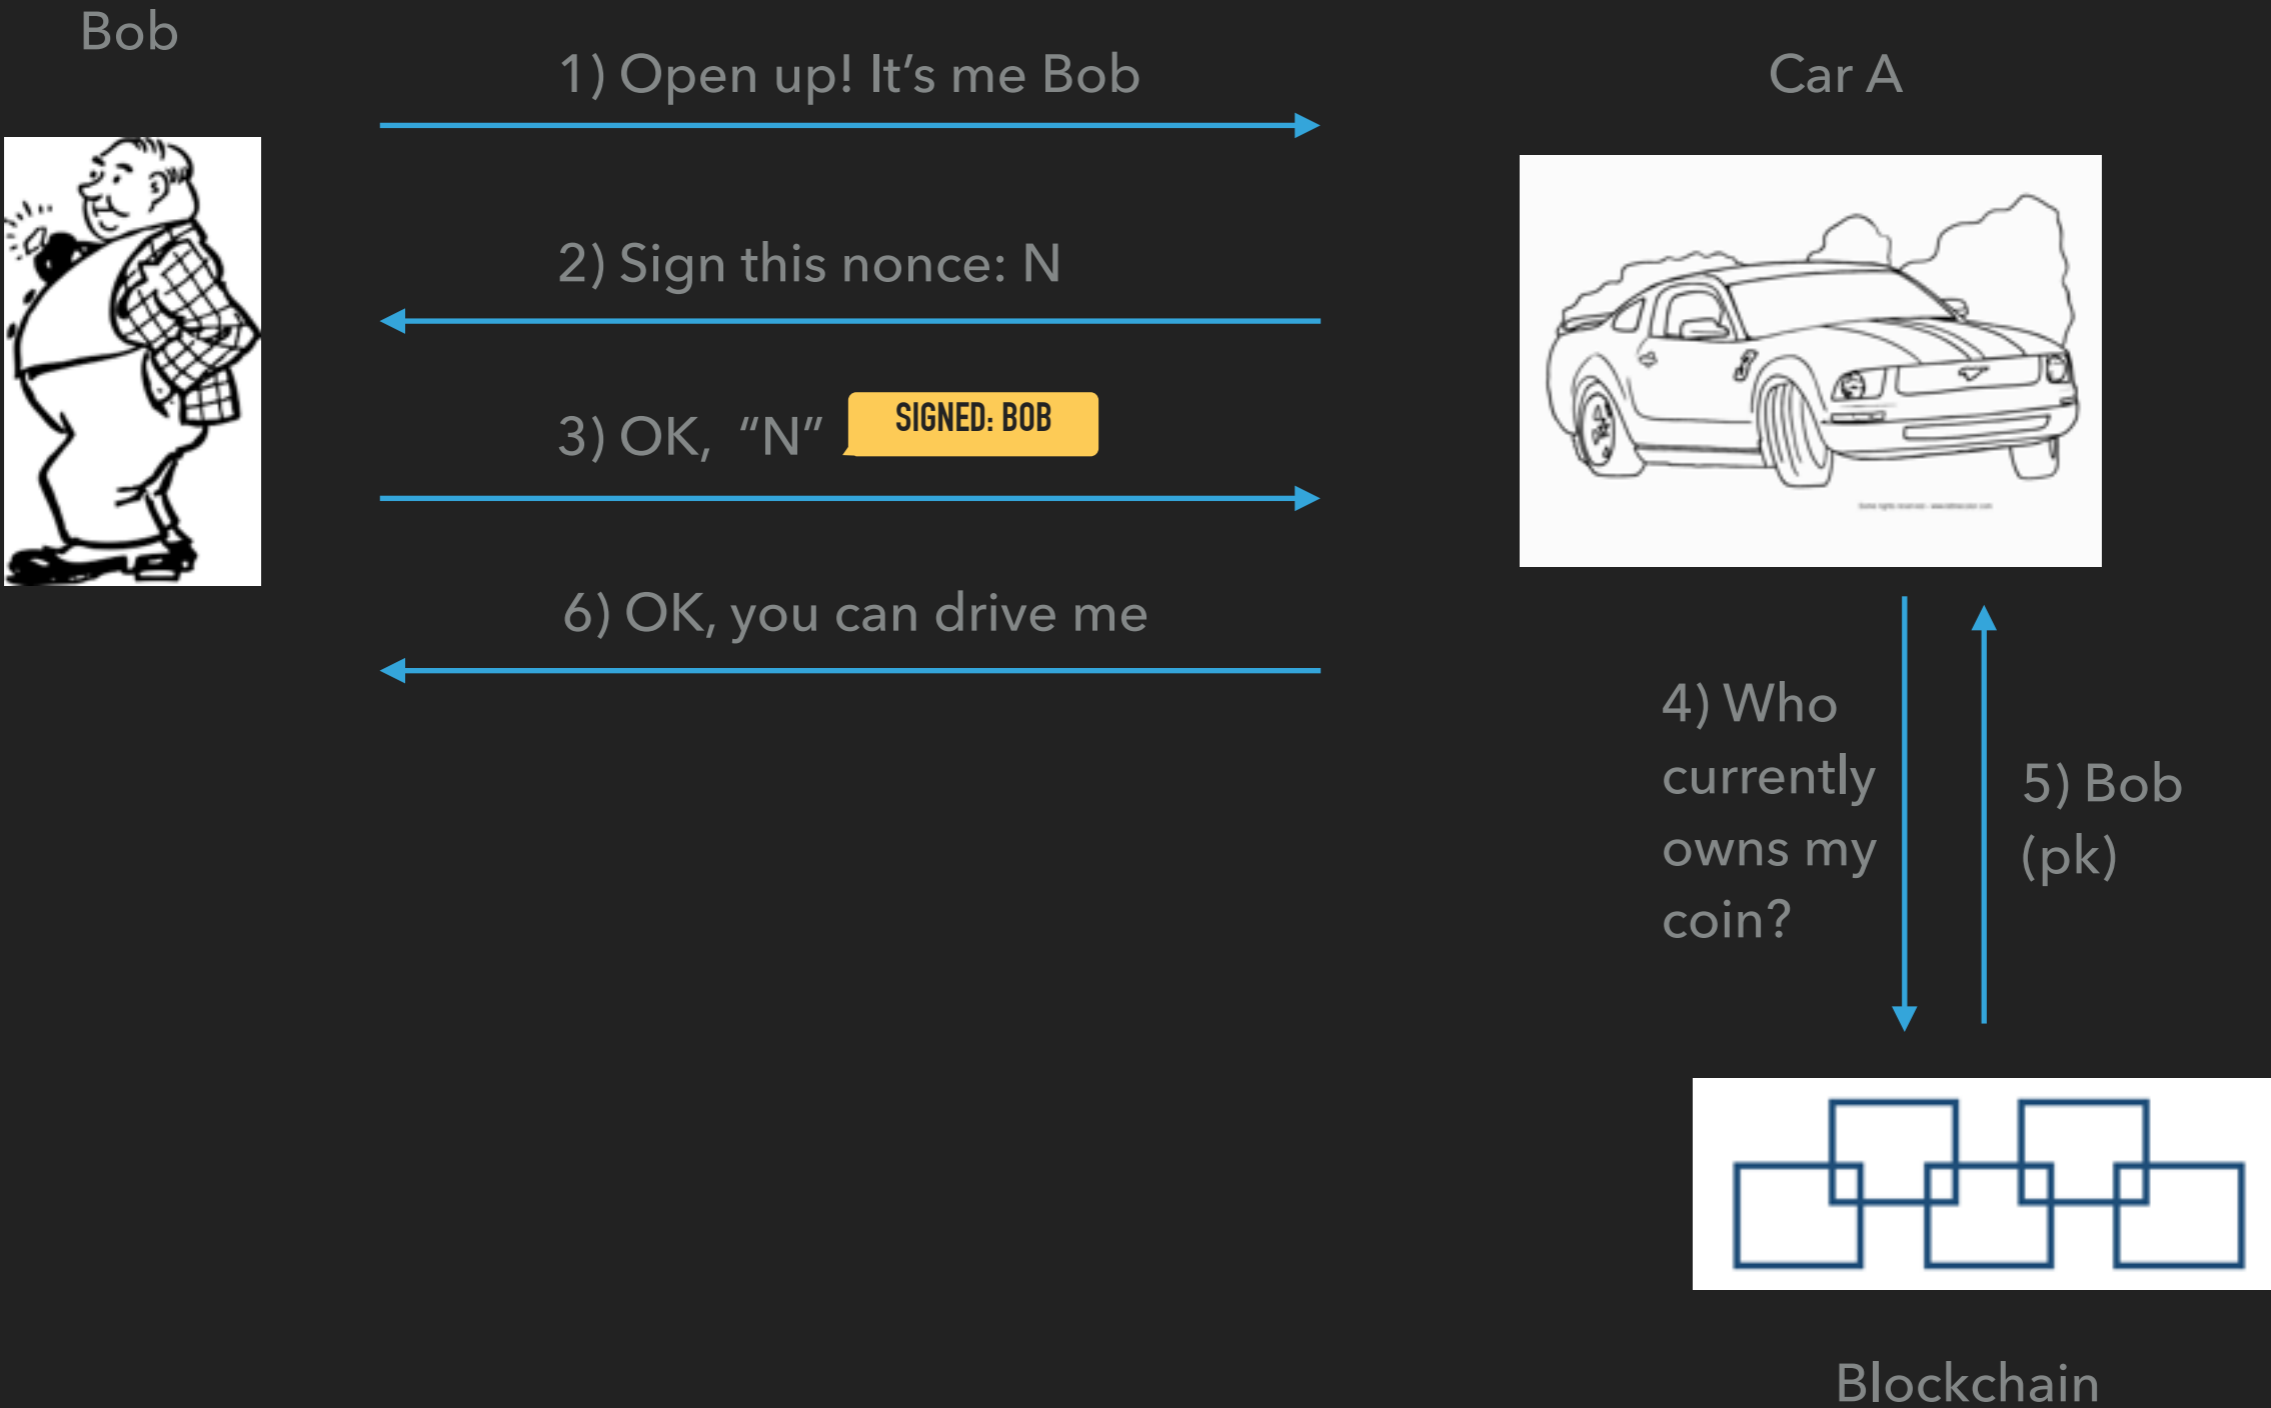 Bob
1) Open up! It’s me Bob
Car A
2) Sign this nonce: N
3) OK, “N”
SIGNED: BOB
6) OK, you can drive me
4) Who
currently
owns my
coin?
5) Bob
(pk)
Blockchain